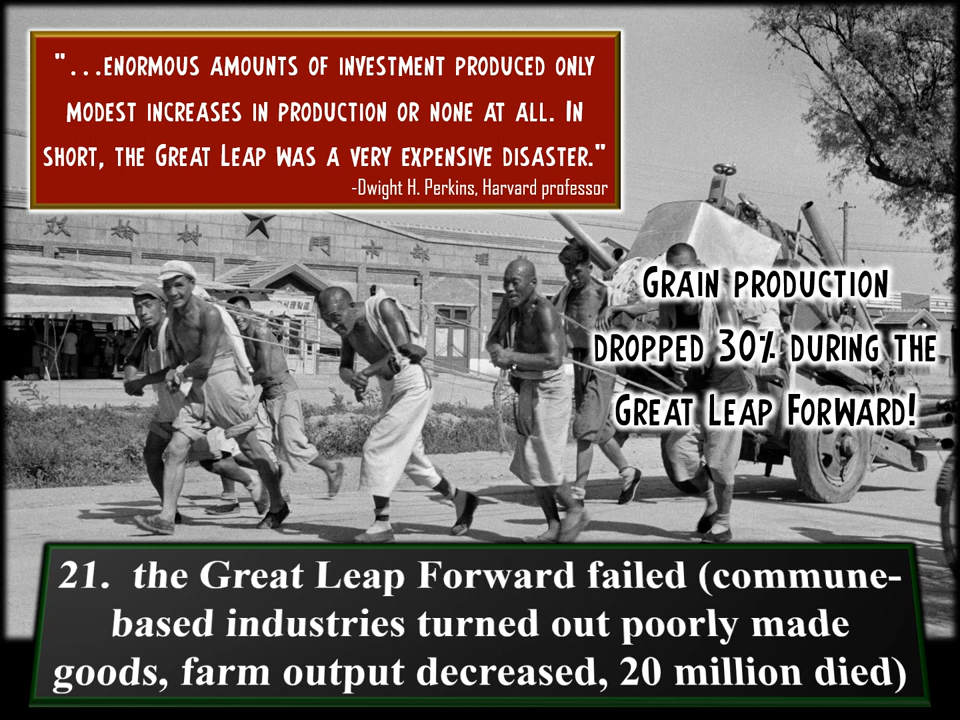 "...enormous amounts of investment produced only
modest increases in production or none at all. In
short, the Great Leap was a very expensive disaster."
-Dwight H. Perkins, Harvard professor
Grain production
dropped 30% during the
Great Leap Forward!
21. the Great Leap Forward failed (commune-
based industries turned out poorly made
goods, farm output decreased, 20 million died)